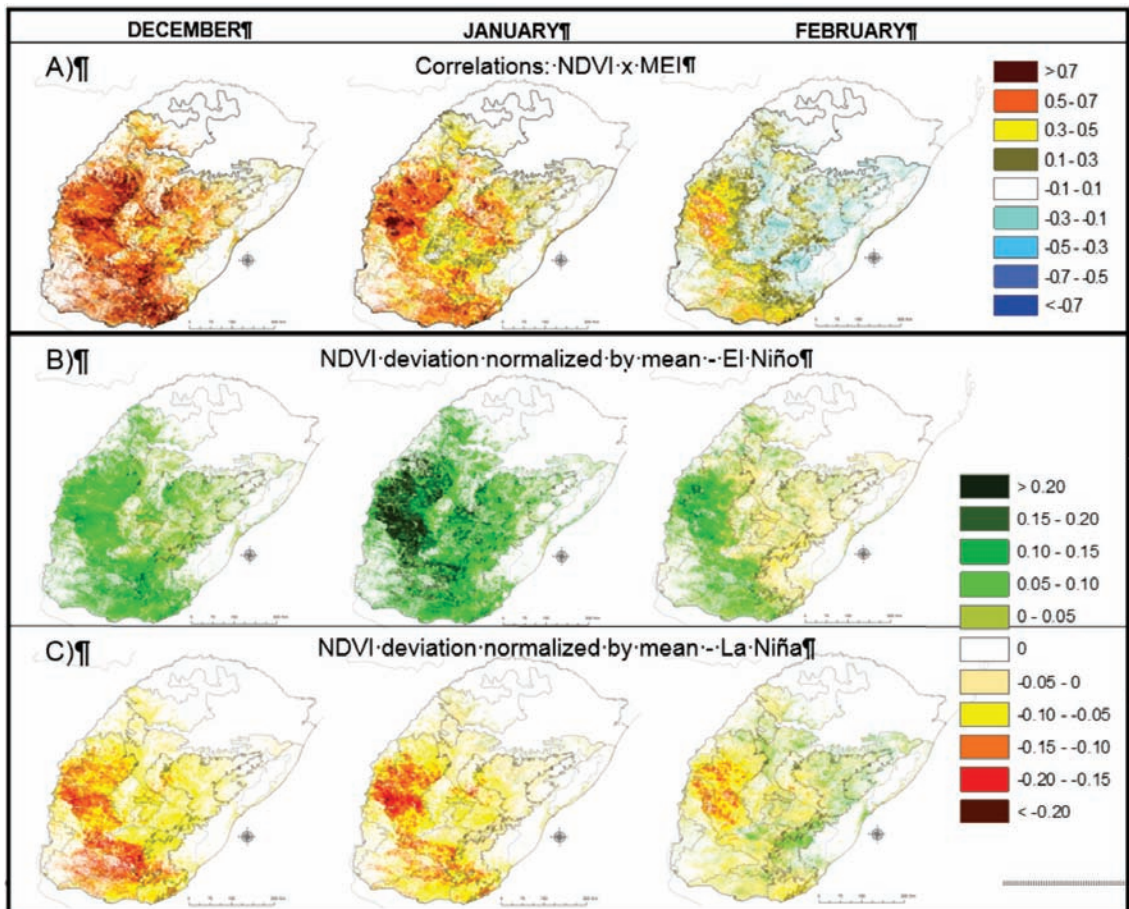 DECEMBER¶ JANUARY¶ FEBRUARY¶
A)¶ Correlations:·NDVI·x·MEI¶
>0.7
0.5 - 0.7
0.3 - 0.5
0.1 - 0.3
-0.1 - 0.1
-0.3 - -0.1
-0.5 - -0.3
-0.7 - -0.5
< -0.7
B)¶ NDVI·deviation·normalized·by·mean·-·El·Niño¶
C)¶ NDVI·deviation·normalized·by·mean·-·La·Niña¶
> 0.20
0.15 - 0.20
0.10 - 0.15
0.05 - 0.10
0 - 0.05
0
-0.05 - 0
-0.10 - -0.05
-0.15 - -0.10
-0.20 - -0.15
< -0.20